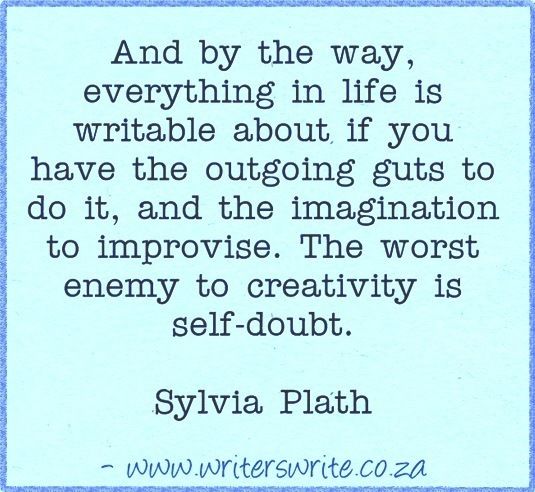 And by the way,
everything in life is
writable about if you
have the outgoing guts to
do it, and the imagination
to improvise. The worst
enemy to creativity is
self-doubt.
Sylvia Plath
- www.writerswrite.co.za